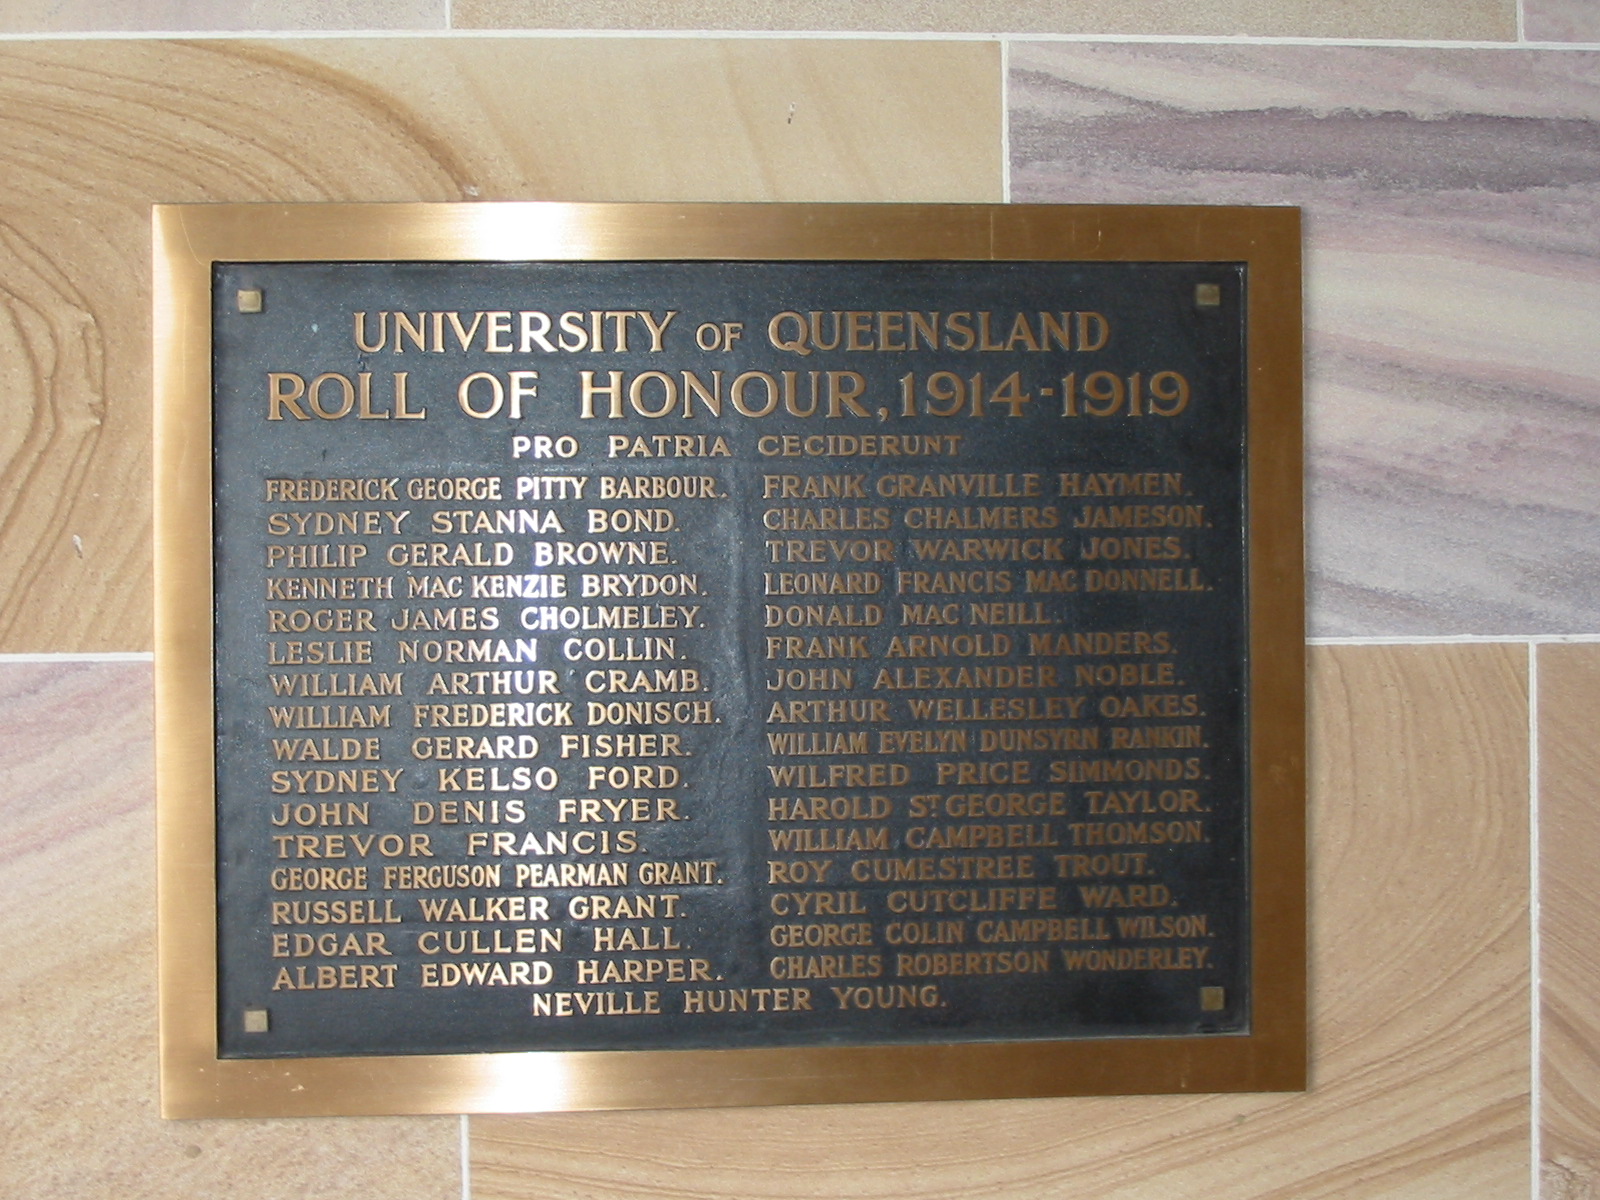 UNIVERSITY OF QUEENSLAND
ROLL OF HONOUR, 1914-1919
PRO PATRIA CECIDERUNT
FREDERICK GEORGE PITTY BARBOUR.
SYDNEY STANNA BOND.
PHILIP GERALD BROWNE.
KENNETH MAC KENZIE BRYDON.
ROGER JAMES CHOLMELEY.
LESLIE NORMAN COLLIN.
WILLIAM ARTHUR CRAMB.
WILLIAM FREDERICK DONISCH.
WALDE GERARD FISHER.
SYDNEY KELSO FORD.
JOHN DENIS FRYER.
TREVOR FRANCIS.
GEORGE FERGUSON PEARMAN GRANT.
RUSSELL WALKER GRANT.
EDGAR CULLEN HALL.
ALBERT EDWARD HARPER.
FRANK GRANVILLE HAYMEN.
CHARLES CHALMERS JAMESON.
TREVOR WARWICK JONES.
LEONARD FRANCIS MAC DONNELL.
DONALD MAC NEILL.
FRANK ARNOLD MANDERS.
JOHN ALEXANDER NOBLE.
ARTHUR WELLESLEY OAKES.
WILLIAM EVELYN DUNSYRN RANKIN.
WILFRED PRICE SIMMONDS.
HAROLD ST GEORGE TAYLOR.
WILLIAM CAMPBELL THOMSON.
ROY CUMESTREE TROUT.
CYRIL CUTCLIFFE WARD.
GEORGE COLIN CAMPBELL WILSON.
CHARLES ROBERTSON WONDERLEY.
NEVILLE HUNTER YOUNG.